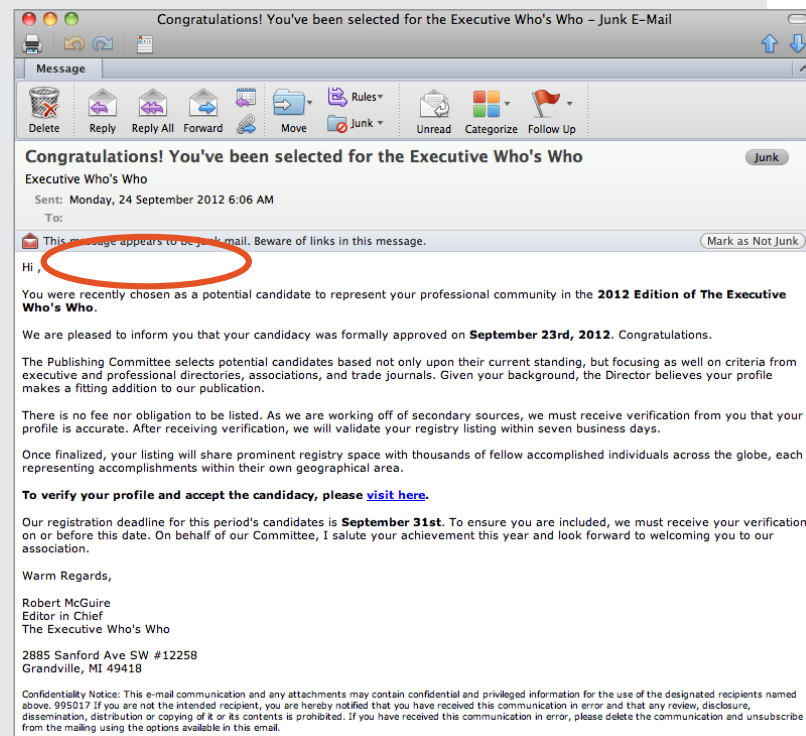 Congratulations! You've been selected for the Executive Who's Who – Junk E-Mail
Message
Delete Reply Reply All Forward Move Rules Junk Unread Categorize Follow Up
Congratulations! You've been selected for the Executive Who's Who Junk
Executive Who's Who
Sent: Monday, 24 September 2012 6:06 AM
To:
This message appears to be junk mail. Beware of links in this message. Mark as Not Junk
Hi ,
You were recently chosen as a potential candidate to represent your professional community in the 2012 Edition of The Executive
Who's Who.
We are pleased to inform you that your candidacy was formally approved on September 23rd, 2012. Congratulations.
The Publishing Committee selects potential candidates based not only upon their current standing, but focusing as well on criteria from
executive and professional directories, associations, and trade journals. Given your background, the Director believes your profile
makes a fitting addition to our publication.
There is no fee nor obligation to be listed. As we are working off of secondary sources, we must receive verification from you that your
profile is accurate. After receiving verification, we will validate your registry listing within seven business days.
Once finalized, your listing will share prominent registry space with thousands of fellow accomplished individuals across the globe, each
representing accomplishments within their own geographical area.
To verify your profile and accept the candidacy, please visit here.
Our registration deadline for this period's candidates is September 31st. To ensure you are included, we must receive your verification
on or before this date. On behalf of our Committee, I salute your achievement this year and look forward to welcoming you to our
association.
Warm Regards,
Robert McGuire
Editor in Chief
The Executive Who's Who
2885 Sanford Ave SW #12258
Grandville, MI 49418
Confidentiality Notice: This e-mail communication and any attachments may contain confidential and privileged information for the use of the designated recipients named
above. 995017 If you are not the intended recipient, you are hereby notified that you have received this communication in error and that any review, disclosure,
dissemination, distribution or copying of it or its contents is prohibited. If you have received this communication in error, please delete the communication and unsubscribe
from the mailing using the options available in this email.